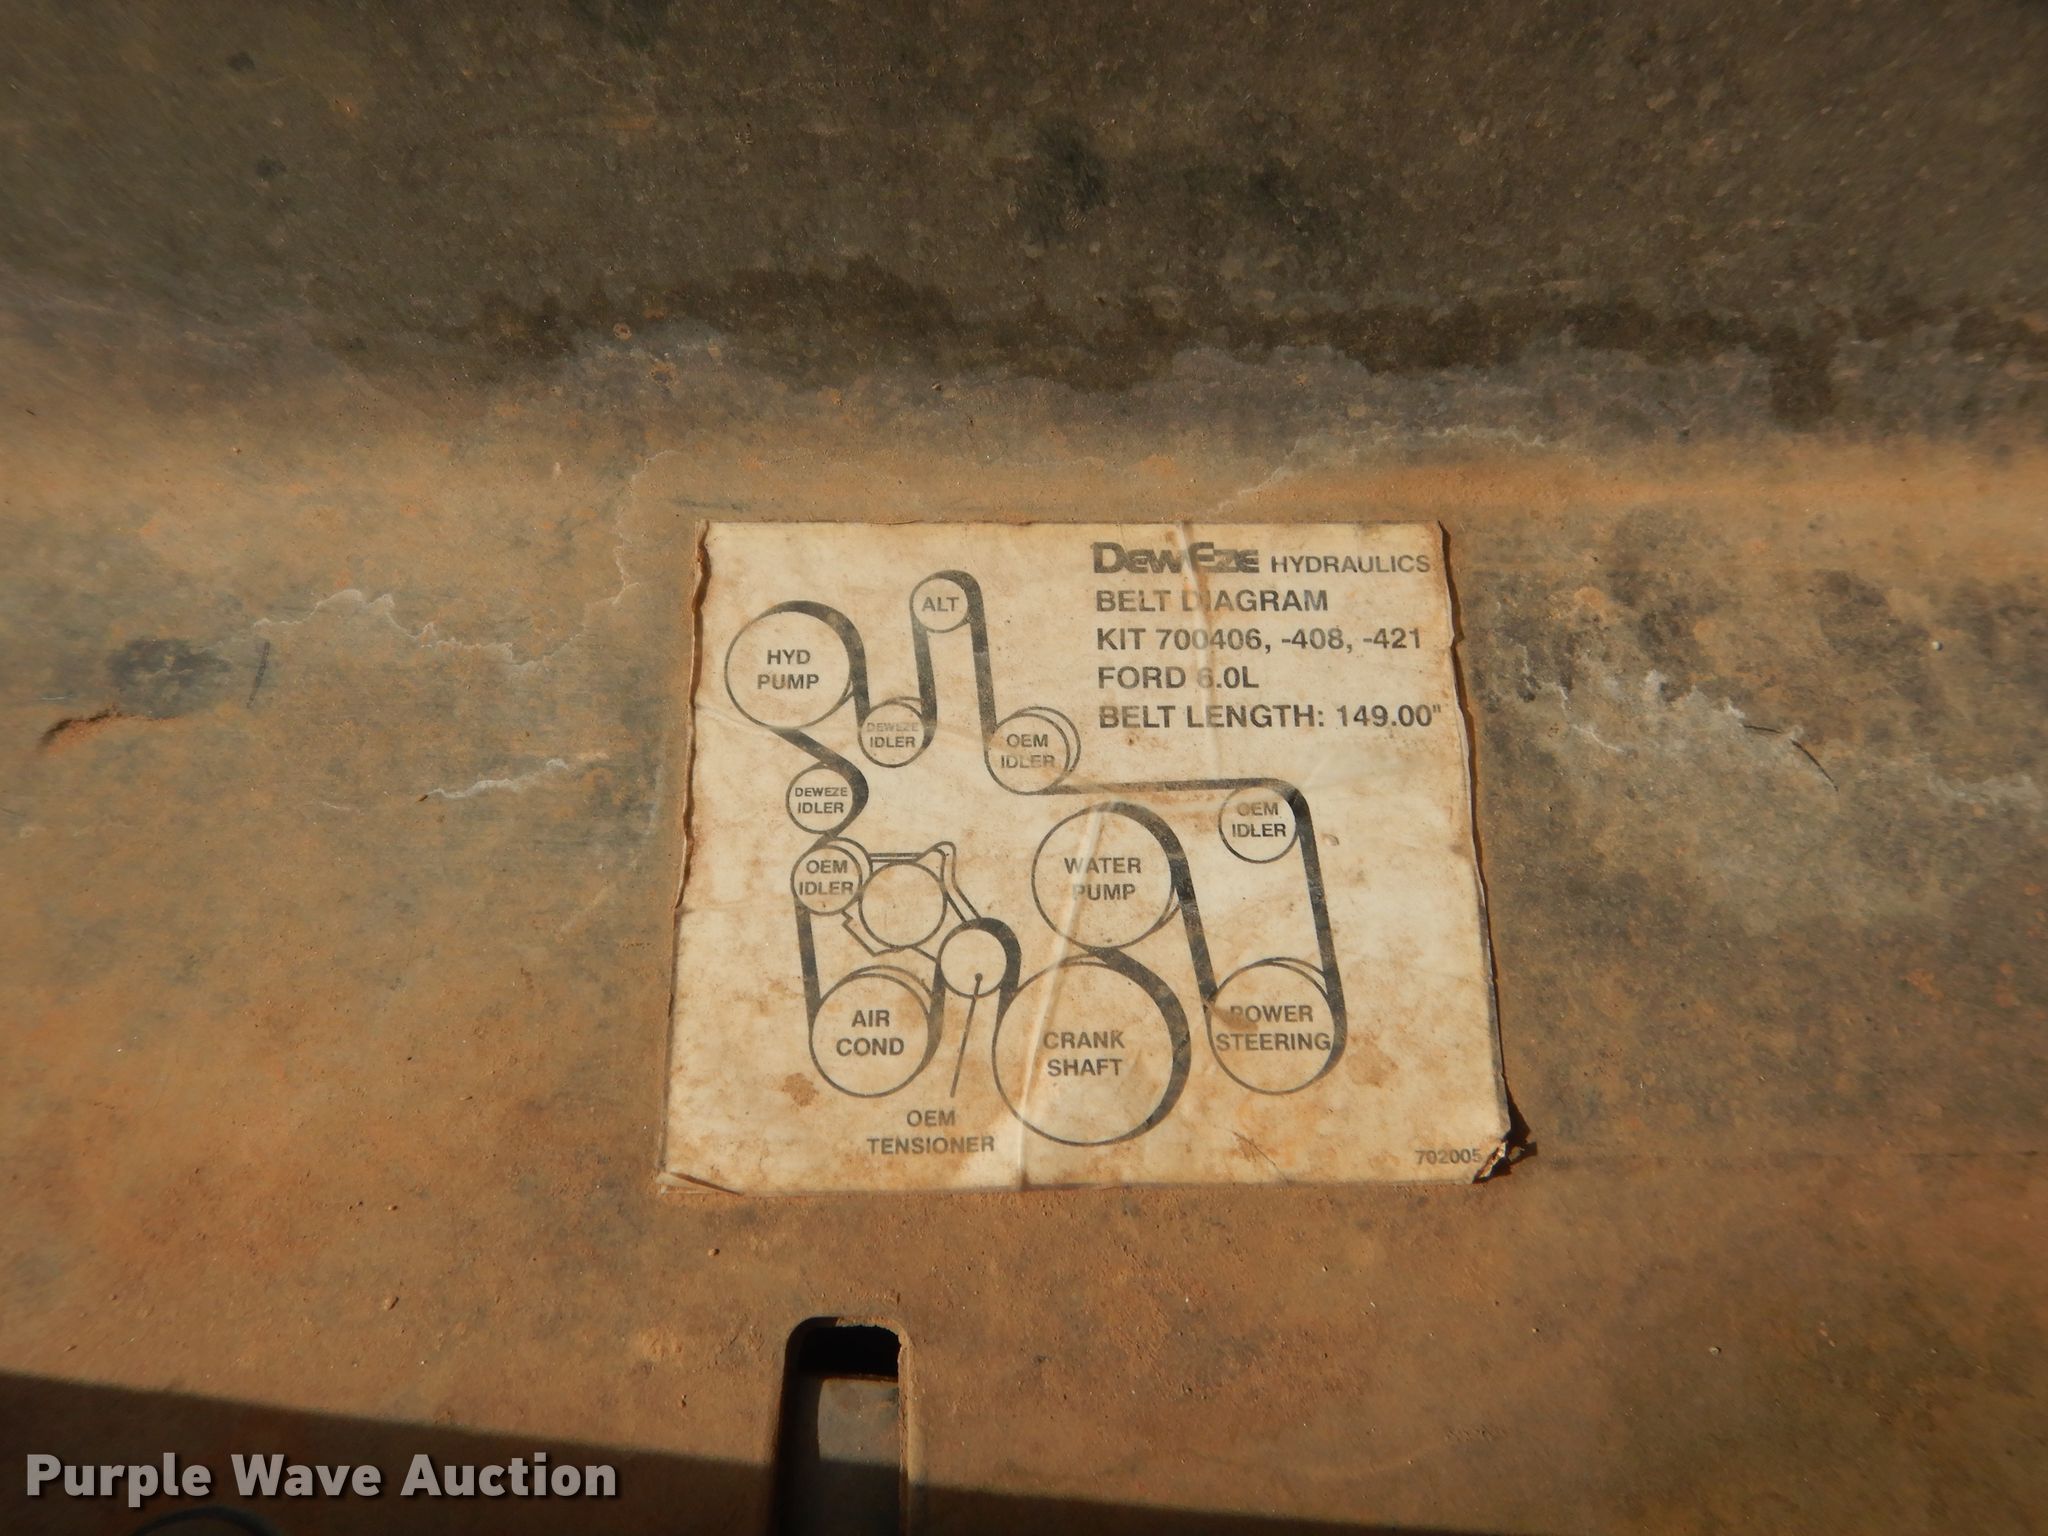 DEWEZE HYDRAULICS
BELT DIAGRAM
KIT 700406, -408, -421
FORD 6.0L
BELT LENGTH: 149.00"
ALT
HYD
PUMP
DEWEZE
IDLER
OEM
IDLER
DEWEZE
IDLER
OEM
IDLER
WATER
PUMP
OEM
IDLER
AIR
COND
CRANK
SHAFT
POWER
STEERING
OEM
TENSIONER
702005
Purple Wave Auction